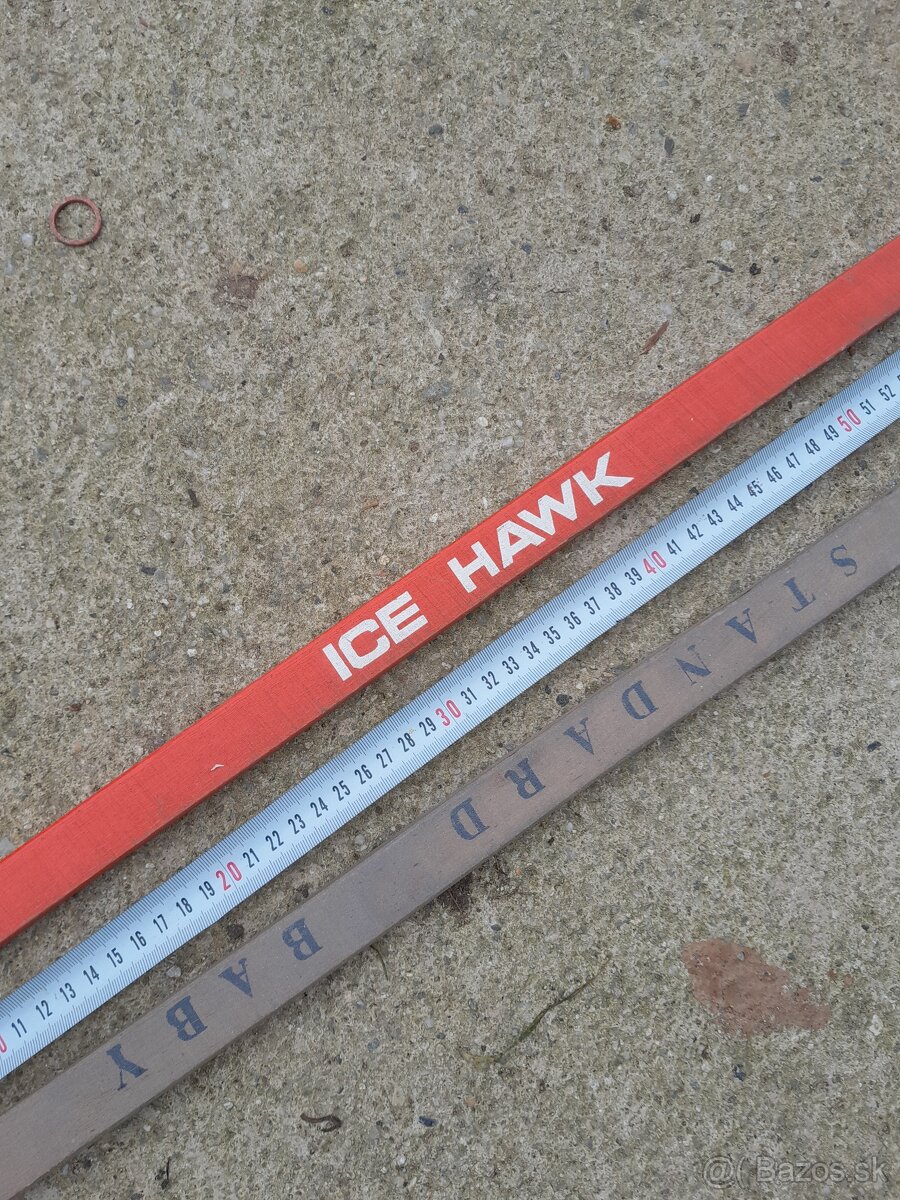 ICE HAWK
11 12 13 14 15 16 17 18 19 20 21 22 23 24 25 26 27 28 29 30 31 32 33 34 35 36 37 38 39 40 41 42 43 44 45 46 47 48 49 50 51 52
STANDARD BABY
@( Bazos.sk